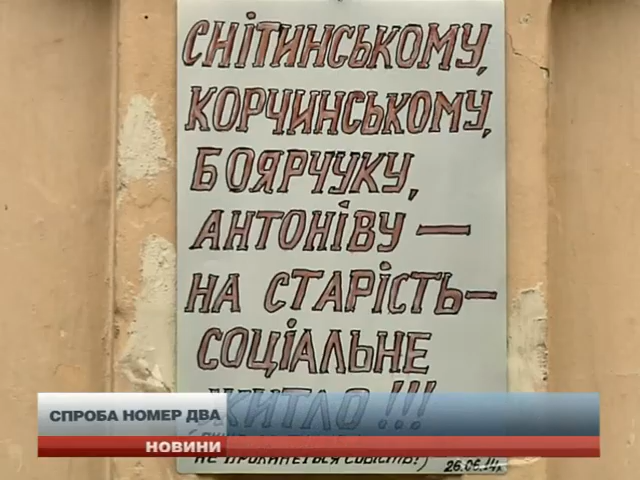 СНІТИНСЬКОМУ,
КОРЧИНСЬКОМУ,
БОЯРЧУКУ,
АНТОНІВУ —
НА СТАРІСТЬ—
СОЦІАЛЬНЕ
ЖИТЛО!!!
СПРОБА НОМЕР ДВА
НОВИНИ
НЕ ПРОКИНЕТЬСЯ СОВІСТЬ!)
26.06.14